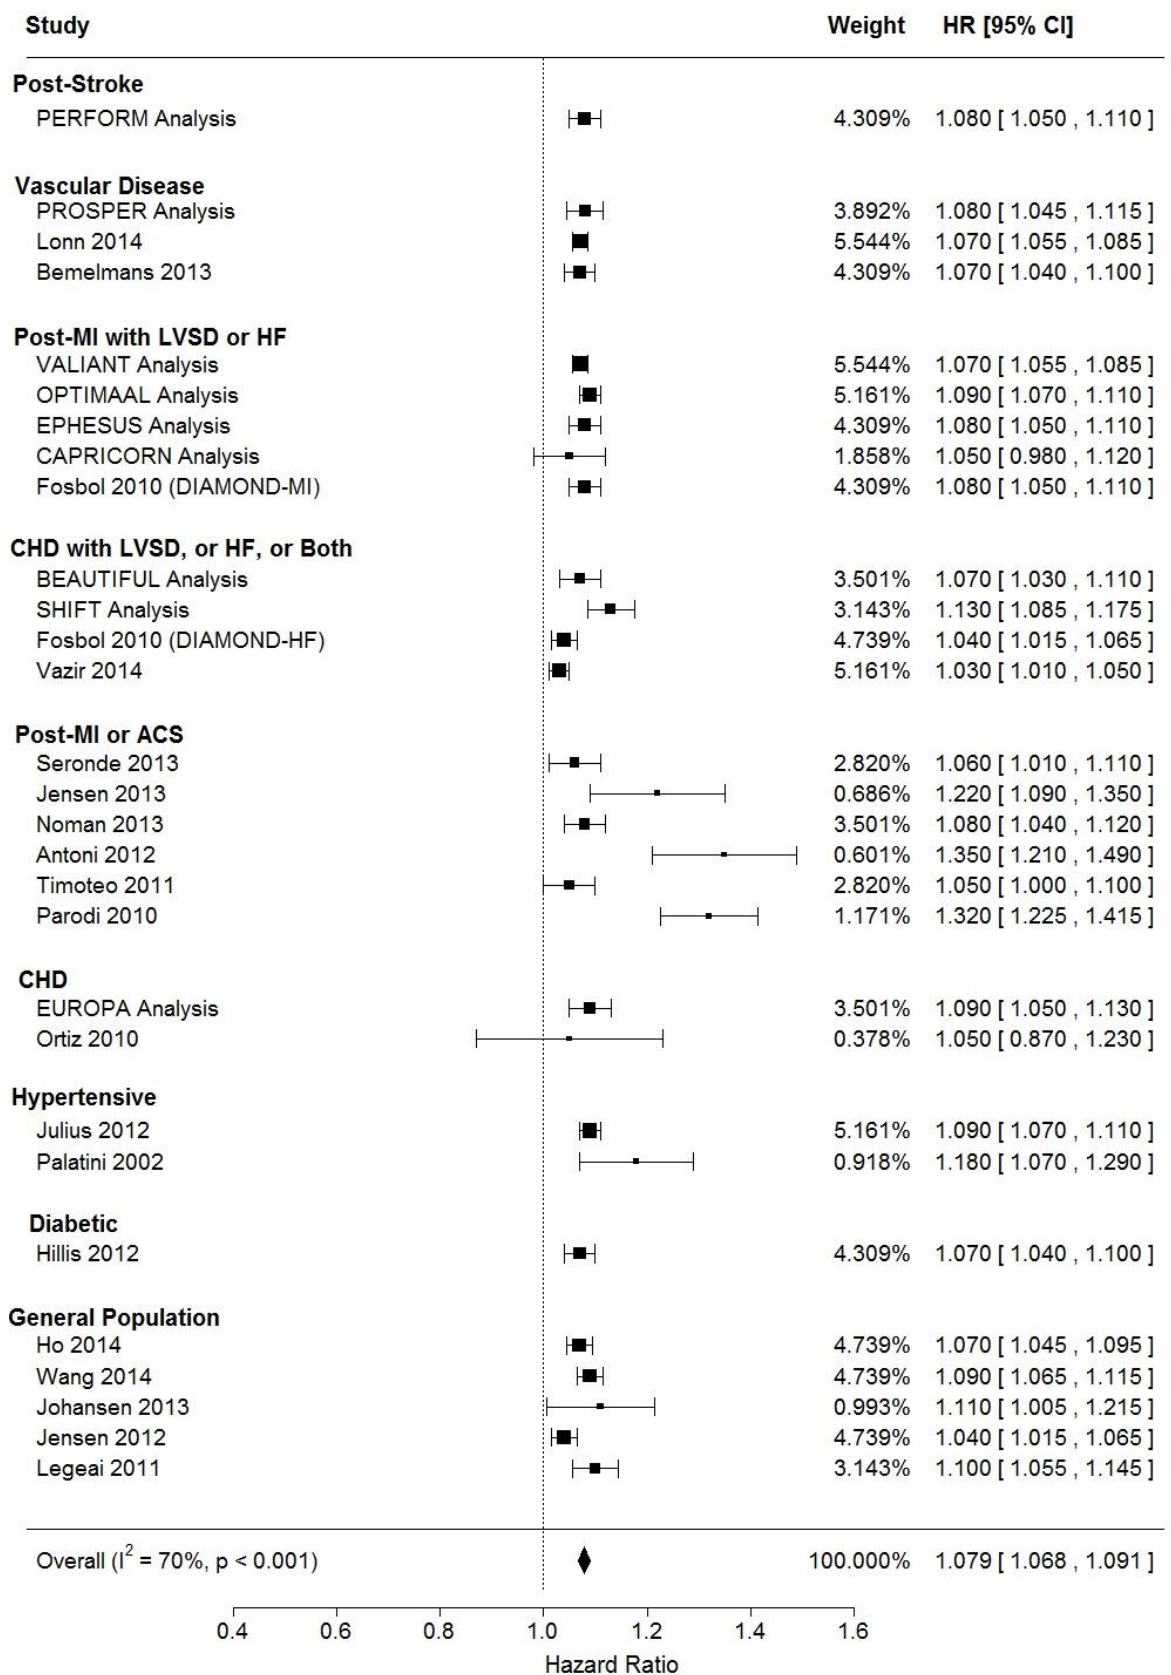 Study Weight HR [95% CI]
Post-Stroke
PERFORM Analysis 4.309% 1.080 [ 1.050 , 1.110 ]
Vascular Disease
PROSPER Analysis 3.892% 1.080 [ 1.045 , 1.115 ]
Lonn 2014 5.544% 1.070 [ 1.055 , 1.085 ]
Bemelmans 2013 4.309% 1.070 [ 1.040 , 1.100 ]
Post-MI with LVSD or HF
VALIANT Analysis 5.544% 1.070 [ 1.055 , 1.085 ]
OPTIMAAL Analysis 5.161% 1.090 [ 1.070 , 1.110 ]
EPHESUS Analysis 4.309% 1.080 [ 1.050 , 1.110 ]
CAPRICORN Analysis 1.858% 1.050 [ 0.980 , 1.120 ]
Fosbol 2010 (DIAMOND-MI) 4.309% 1.080 [ 1.050 , 1.110 ]
CHD with LVSD, or HF, or Both
BEAUTIFUL Analysis 3.501% 1.070 [ 1.030 , 1.110 ]
SHIFT Analysis 3.143% 1.130 [ 1.085 , 1.175 ]
Fosbol 2010 (DIAMOND-HF) 4.739% 1.040 [ 1.015 , 1.065 ]
Vazir 2014 5.161% 1.030 [ 1.010 , 1.050 ]
Post-MI or ACS
Seronde 2013 2.820% 1.060 [ 1.010 , 1.110 ]
Jensen 2013 0.686% 1.220 [ 1.090 , 1.350 ]
Noman 2013 3.501% 1.080 [ 1.040 , 1.120 ]
Antoni 2012 0.601% 1.350 [ 1.210 , 1.490 ]
Timoteo 2011 2.820% 1.050 [ 1.000 , 1.100 ]
Parodi 2010 1.171% 1.320 [ 1.225 , 1.415 ]
CHD
EUROPA Analysis 3.501% 1.090 [ 1.050 , 1.130 ]
Ortiz 2010 0.378% 1.050 [ 0.870 , 1.230 ]
Hypertensive
Julius 2012 5.161% 1.090 [ 1.070 , 1.110 ]
Palatini 2002 0.918% 1.180 [ 1.070 , 1.290 ]
Diabetic
Hillis 2012 4.309% 1.070 [ 1.040 , 1.100 ]
General Population
Ho 2014 4.739% 1.070 [ 1.045 , 1.095 ]
Wang 2014 4.739% 1.090 [ 1.065 , 1.115 ]
Johansen 2013 0.993% 1.110 [ 1.005 , 1.215 ]
Jensen 2012 4.739% 1.040 [ 1.015 , 1.065 ]
Legeai 2011 3.143% 1.100 [ 1.055 , 1.145 ]
Overall (I² = 70%, p < 0.001) 100.000% 1.079 [ 1.068 , 1.091 ]
0.4 0.6 0.8 1.0 1.2 1.4 1.6
Hazard Ratio